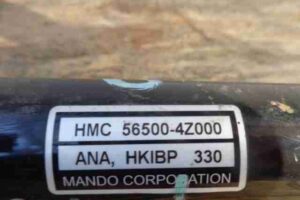 HMC 56500-4Z000
ANA, HKIBP 330
MANDO CORPORATION